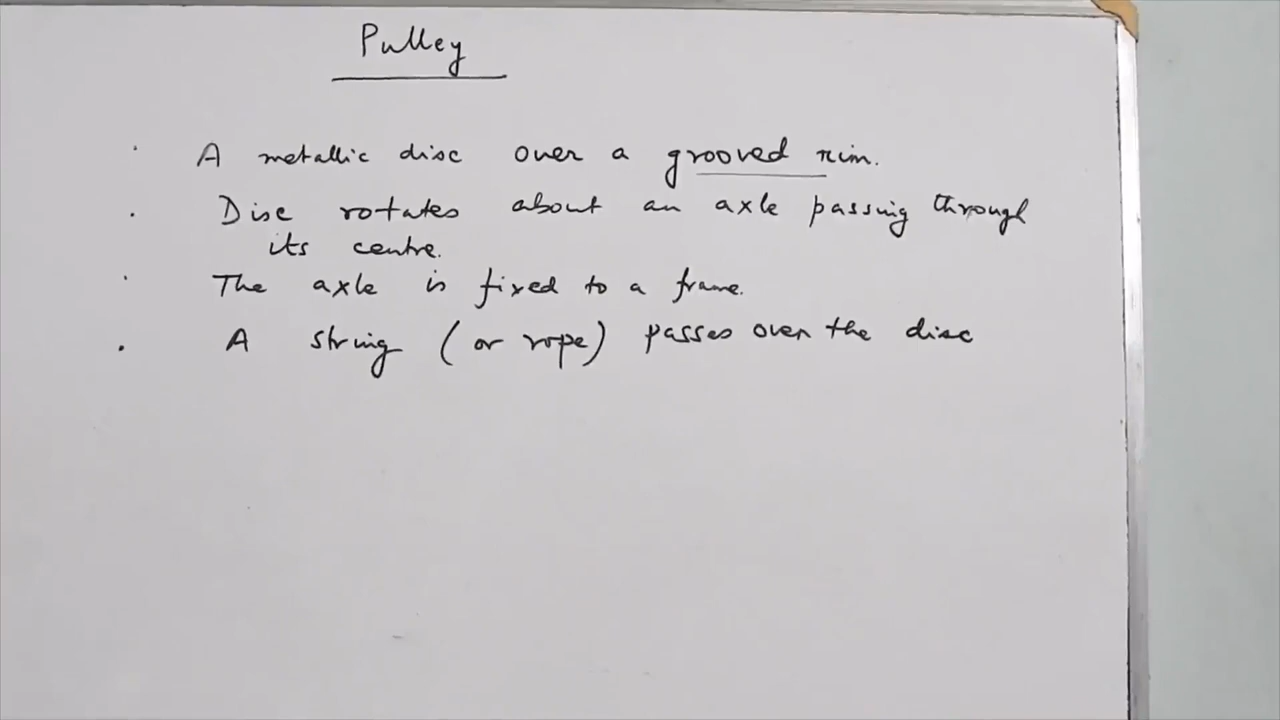 Pulley
. A metallic disc over a grooved rim.
. Disc rotates about an axle passing through
its centre.
. The axle is fixed to a frame.
. A string (or rope) passes over the disc